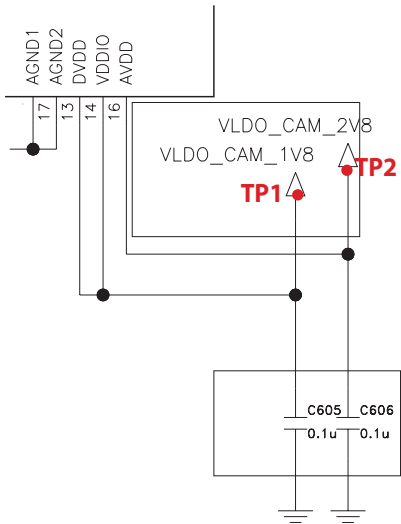 AGND1
AGND2
DVDD
VDDIO
AVDD
17
13
14
16
VLDO_CAM_2V8
VLDO_CAM_1V8
TP1
TP2
C605
C606
0.1u
0.1u